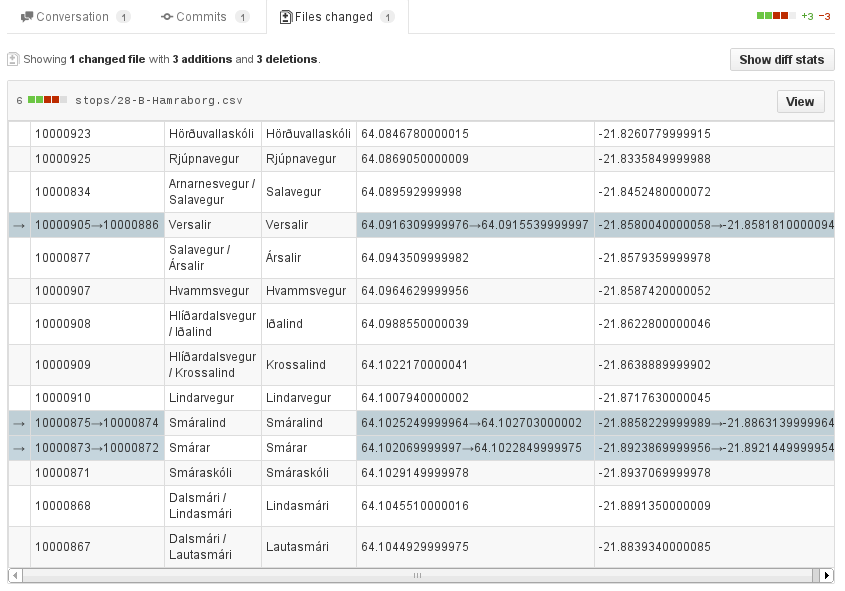 Conversation 1 Commits 1 Files changed 1 +3 −3
Showing 1 changed file with 3 additions and 3 deletions. Show diff stats
6 stops/28-B-Hamraborg.csv View
10000923 Hörðuvallaskóli Hörðuvallaskóli 64.0846780000015 -21.8260779999915
10000925 Rjúpnavegur Rjúpnavegur 64.0869050000009 -21.8335849999988
10000834 Arnarnesvegur / Salavegur 64.089592999998 -21.8452480000072
Salavegur
→ 10000905→10000886 Versalir Versalir 64.0916309999976→64.0915539999997 -21.8580040000058→-21.8581810000094
10000877 Salavegur / Ársalir 64.0943509999982 -21.8579359999978
Ársalir
10000907 Hvammsvegur Hvammsvegur 64.0964629999956 -21.8587420000052
10000908 Hlíðardalsvegur Iðalind 64.0988550000039 -21.8622800000046
/ Iðalind
10000909 Hlíðardalsvegur Krossalind 64.1022170000041 -21.8638889999902
/ Krossalind
10000910 Lindarvegur Lindarvegur 64.1007940000002 -21.8717630000045
→ 10000875→10000874 Smáralind Smáralind 64.1025249999964→64.102703000002 -21.8858229999989→-21.8863139999964
→ 10000873→10000872 Smárar Smárar 64.102069999997→64.1022849999975 -21.8923869999956→-21.8921449999954
10000871 Smáraskóli Smáraskóli 64.1029149999978 -21.8937069999978
10000868 Dalsmári / Lindasmári 64.1045510000016 -21.8891350000009
Lindasmári
10000867 Dalsmári / Lautasmári 64.1044929999975 -21.8839340000085
Lautasmári